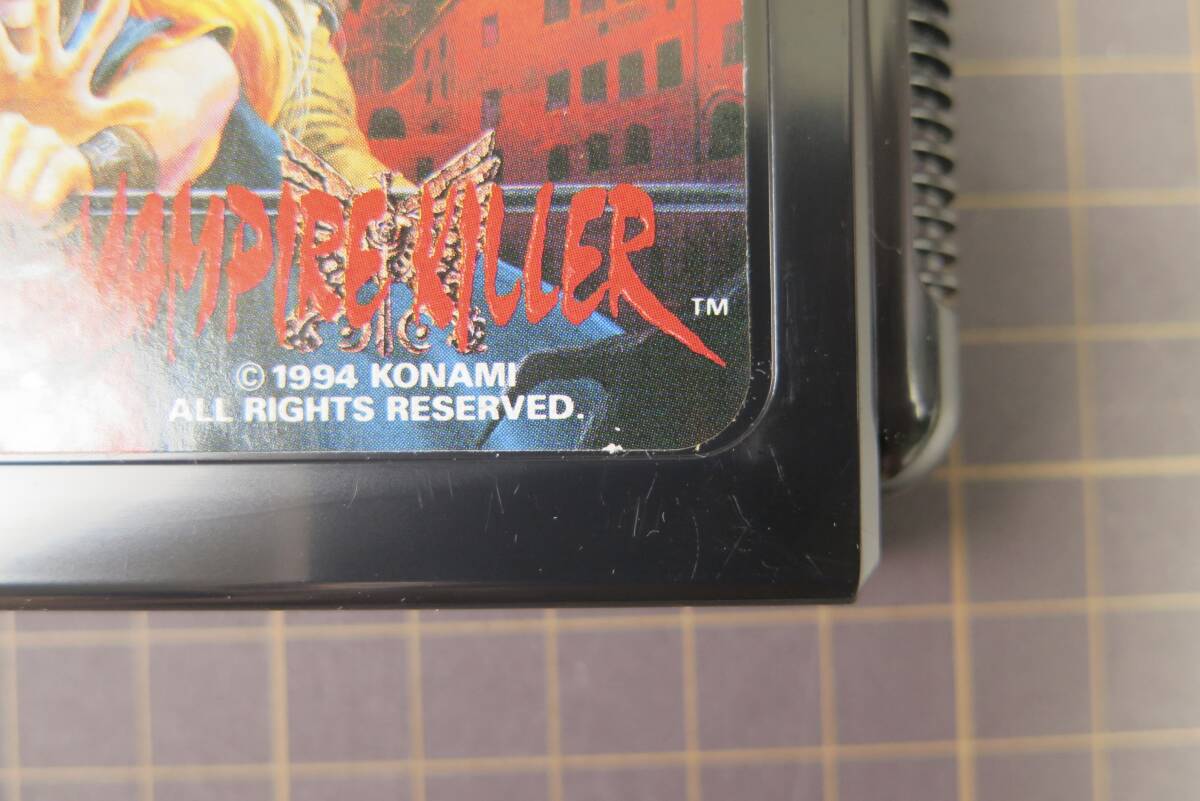 VAMPIRE KILLER ™
© 1994 KONAMI
ALL RIGHTS RESERVED.